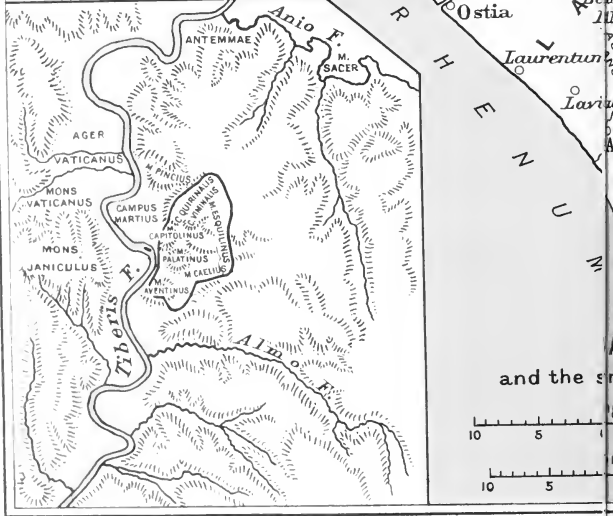 Anio F.
ANTEMMAE
M.
SACER
AGER
VATICANUS
MONS
VATICANUS
M. PINCIUS
CAMPUS
MARTIUS
M. QUIRINALIS
C. VIMINALIS
M. ESQUILINUS
CAPITOLINUS
M.
PALATINUS
M. CAELIUS
M.
AVENTINUS
MONS
JANICULUS
Tiberis F.
Almo F.
Ostia
Laurentum
R H E N U M
L A
and the
10 5
10 5